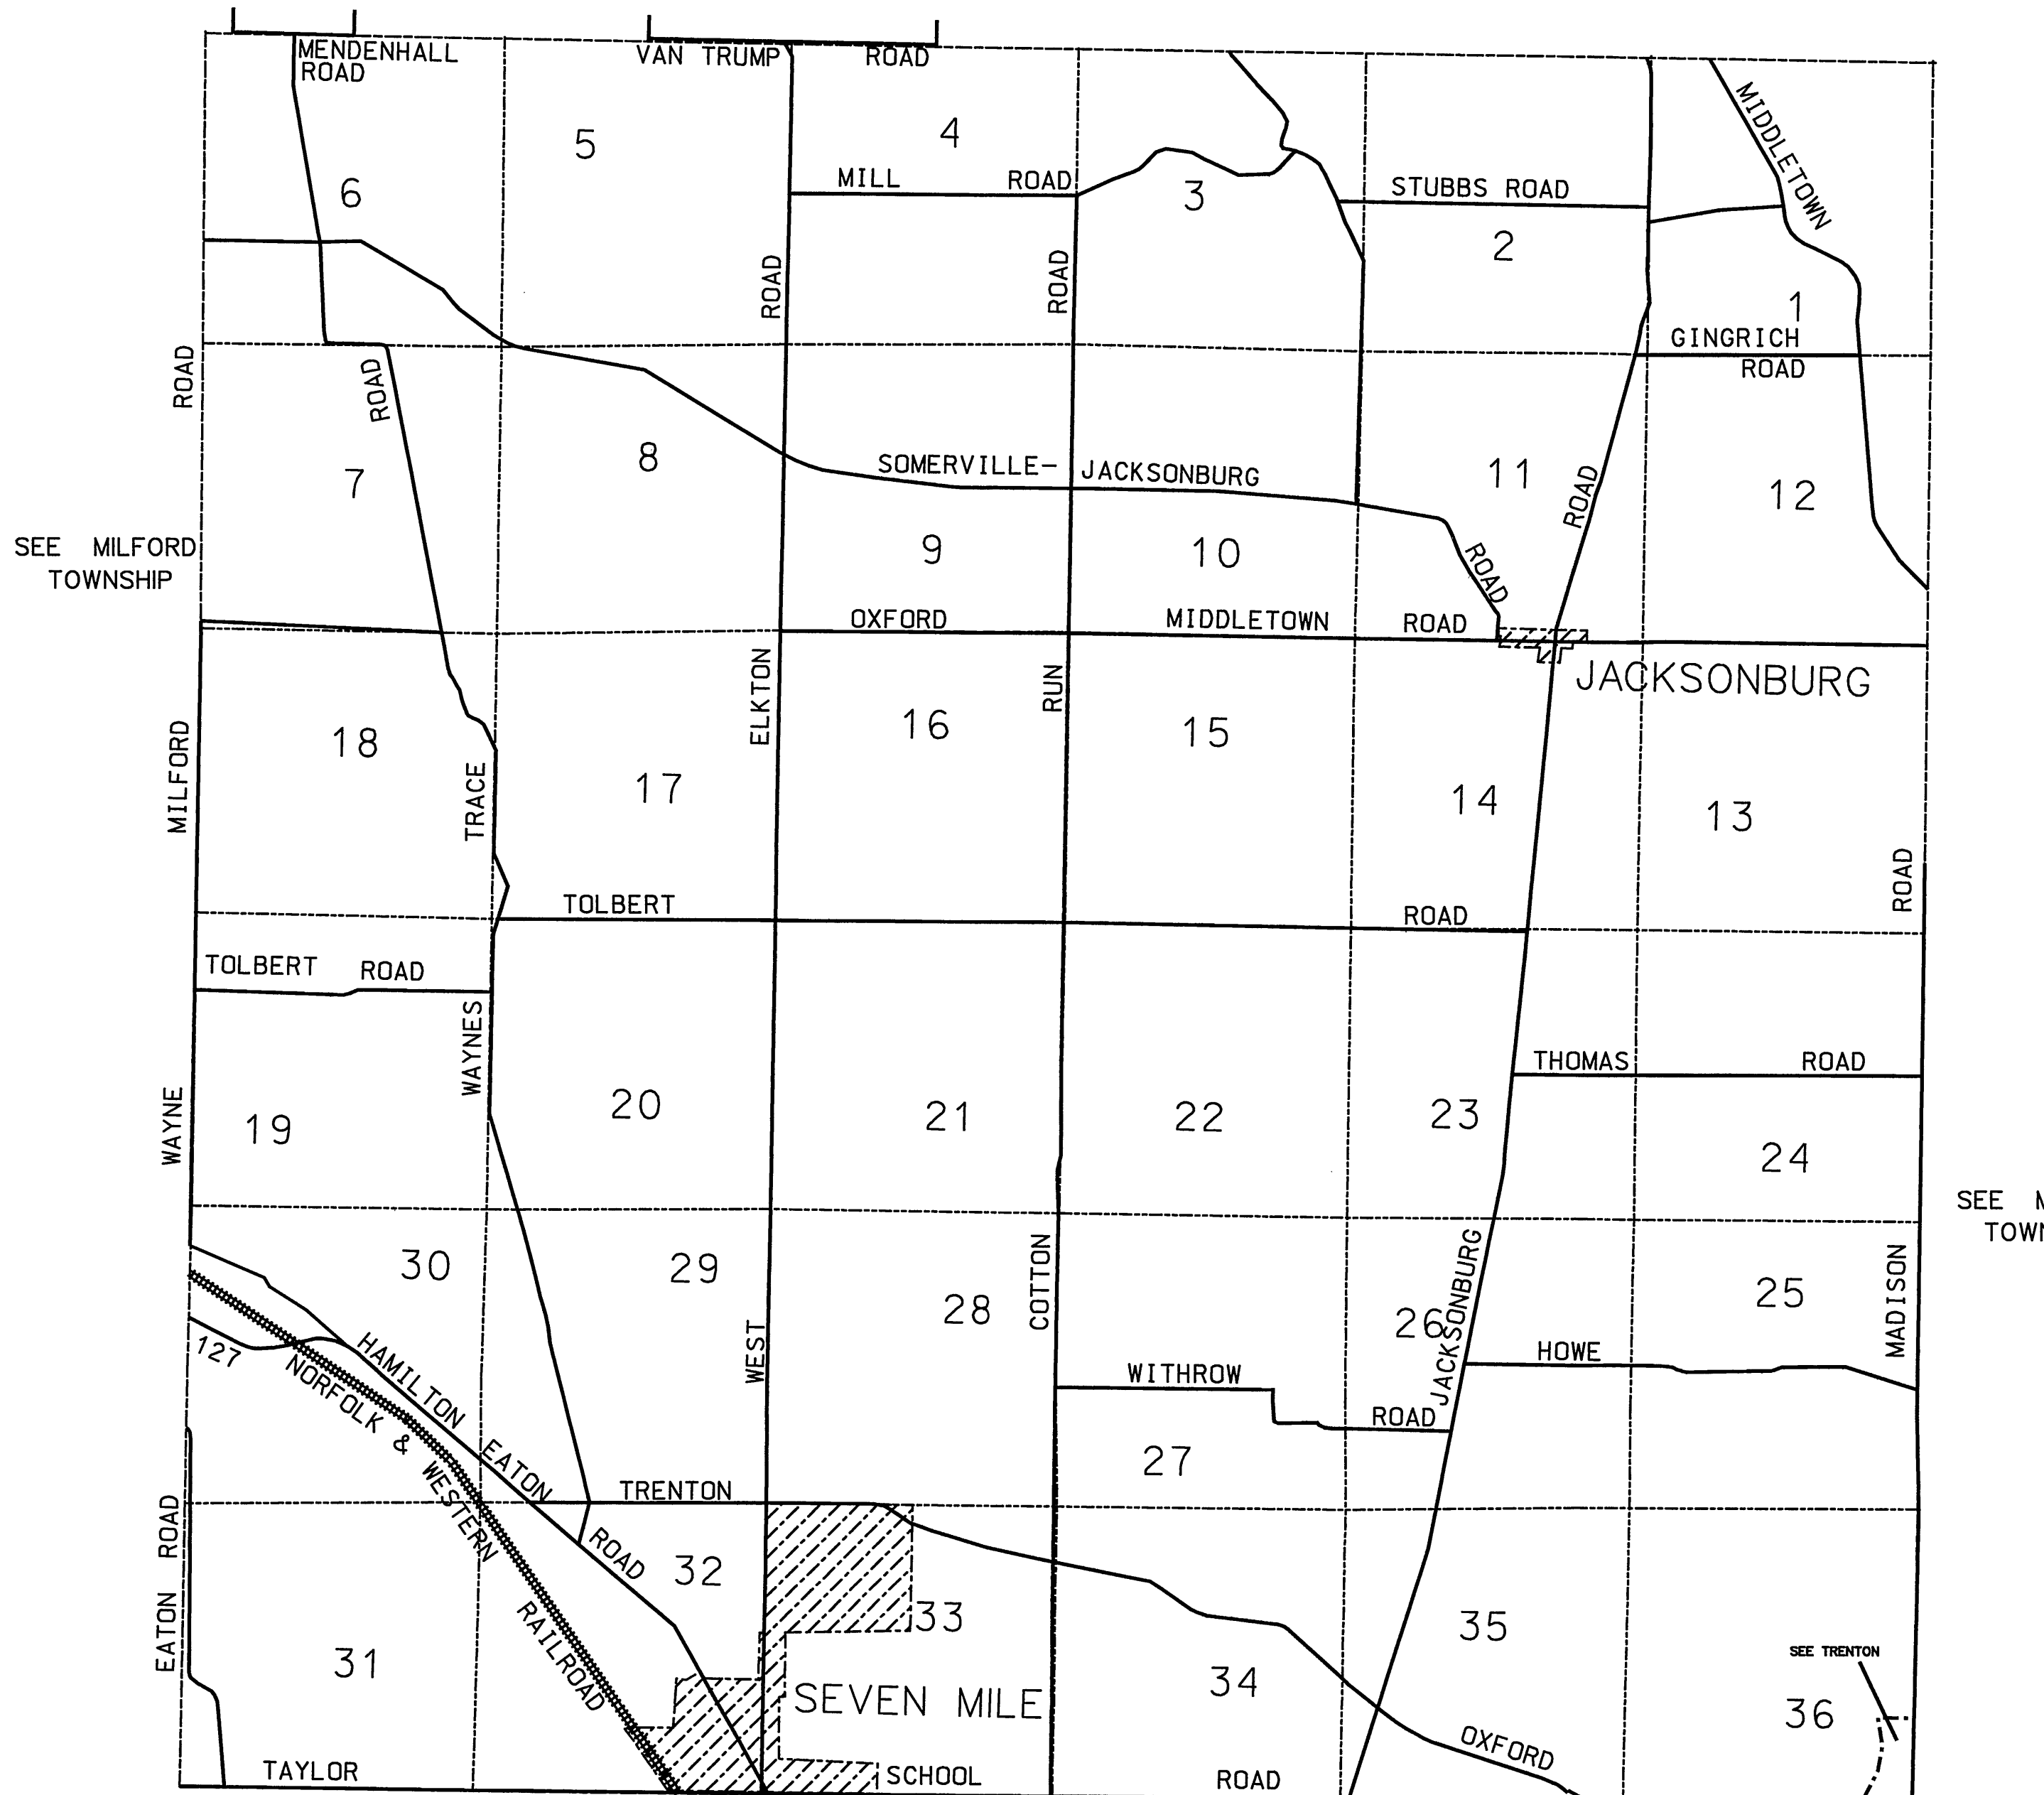 MENDENHALL
ROAD
VAN TRUMP ROAD
MIDDLETOWN
5
4
6
MILL ROAD
3
STUBBS ROAD
2
ROAD
ROAD
1
GINGRICH
ROAD
ROAD
ROAD
7
8
SOMERVILLE- JACKSONBURG
ROAD
11
ROAD
12
SEE MILFORD
TOWNSHIP
9
10
OXFORD MIDDLETOWN ROAD
JACKSONBURG
ELKTON
RUN
MILFORD
18
TRACE
17
16
15
14
13
ROAD
TOLBERT ROAD
TOLBERT ROAD
WAYNES
WAYNE
THOMAS ROAD
19
20
21
22
23
24
SEE M
TOWN
30
29
28
COTTON
JACKSONBURG
26
25
MADISON
127
HAMILTON EATON ROAD
NORFOLK & WESTERN RAILROAD
WEST
WITHROW ROAD
HOWE
27
TRENTON
EATON ROAD
32
33
35
31
SEVEN MILE
34
SEE TRENTON
36
OXFORD
TAYLOR SCHOOL ROAD